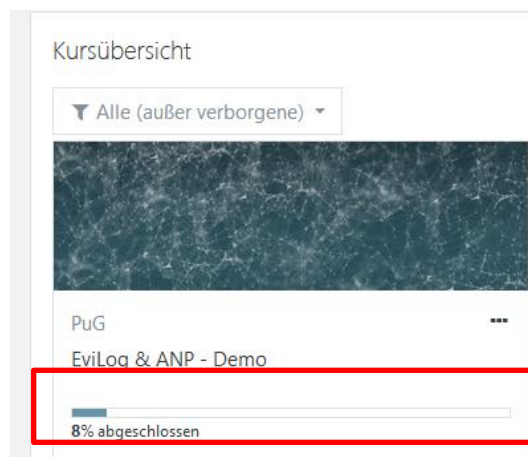 Kursübersicht
Alle (außer verborgene)
PuG
EviLog & ANP - Demo
8% abgeschlossen